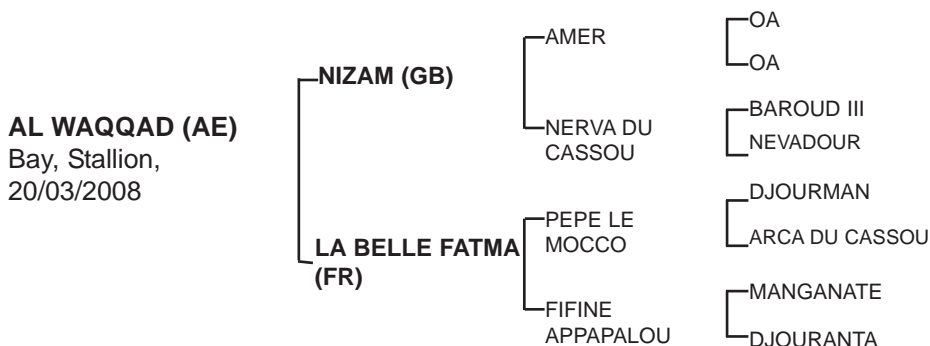 AL WAQQAD (AE)
Bay, Stallion,
20/03/2008
NIZAM (GB)
LA BELLE FATMA
(FR)
AMER
NERVA DU
CASSOU
PEPE LE
MOCCO
FIFINE
APPAPALOU
OA
OA
BAROUD III
NEVADOUR
DJOURMAN
ARCA DU CASSOU
MANGANATE
DJOURANTA